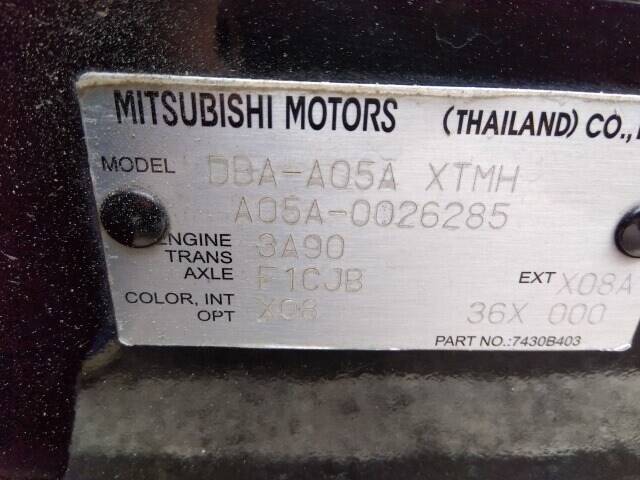 MITSUBISHI MOTORS (THAILAND) CO.,
MODEL DBA-A05A XTMH
A05A-0026285
ENGINE 3A90
TRANS
AXLE F1CJB EXT X08A
COLOR, INT X08 36X 000
OPT
PART NO.:7430B403